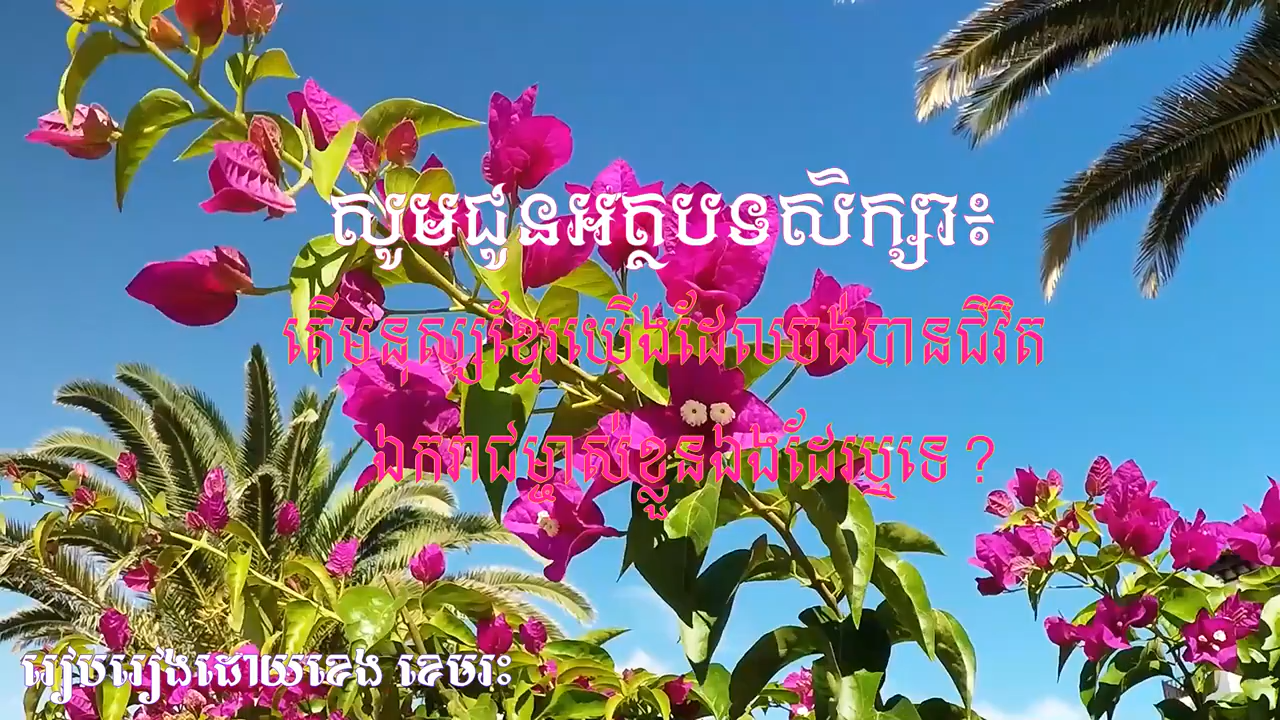 សូមជូនអត្ថបទសិក្សា៖
តើមនុស្សខ្មែរយើងដែលចង់បានជីវិត
ឯករាជម្ចាស់ខ្លួនឯងដែរឬទេ ?
រៀបរៀងដោយខេង ខេមរះ